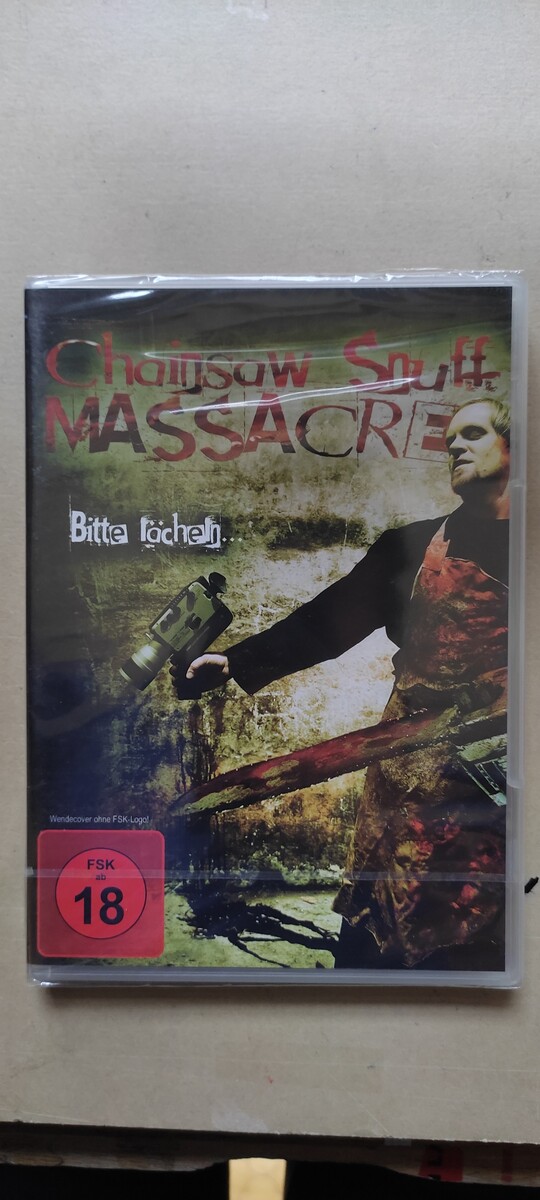 Chainsaw Snuff
MASSACRE
Bitte lächeln...
Wendecover ohne FSK-Logo!
FSK
ab
18